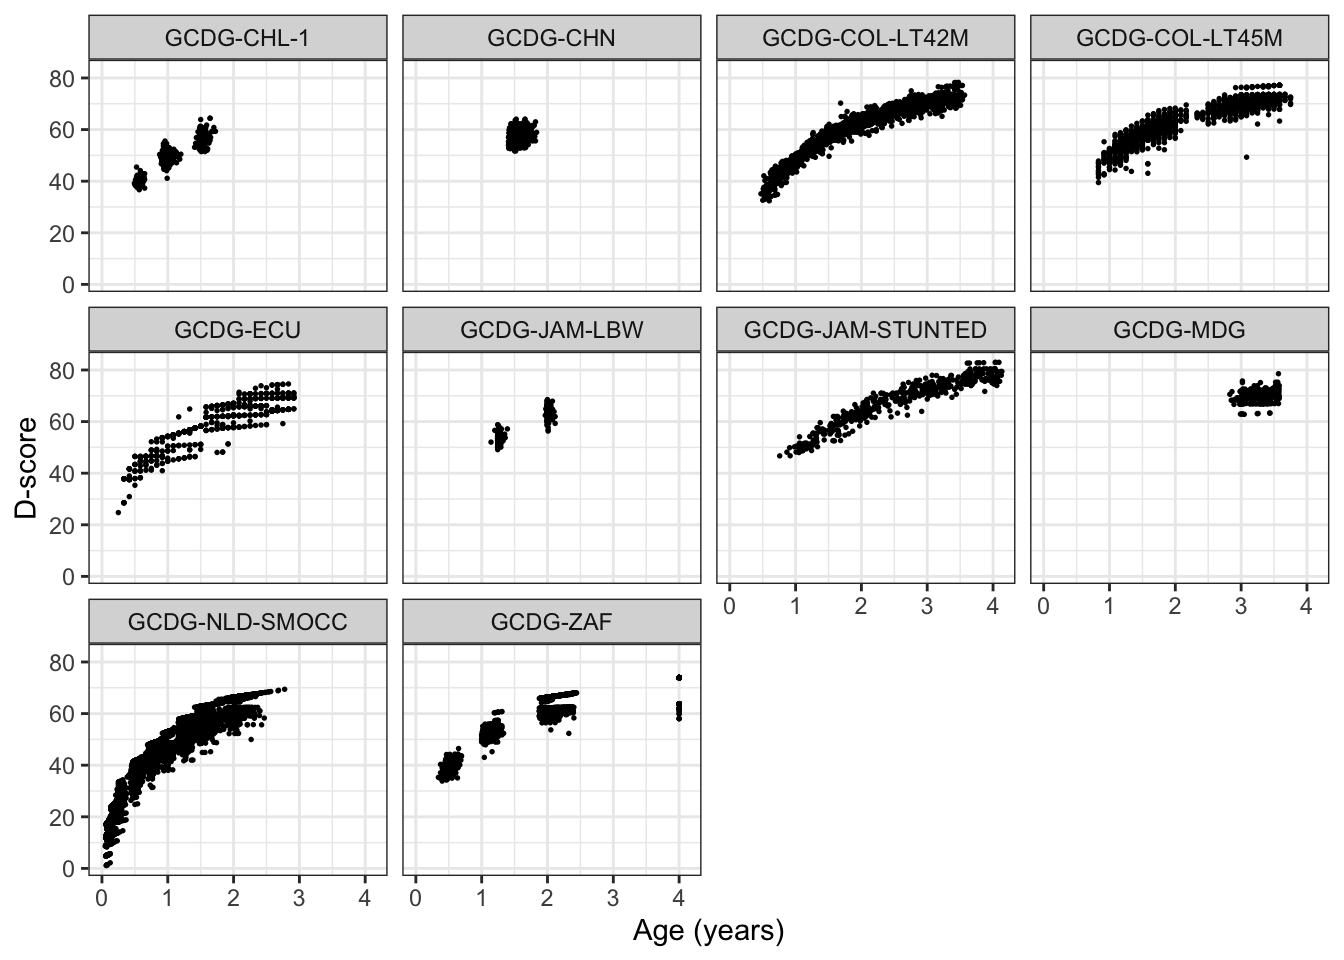 GCDG-CHL-1 GCDG-CHN GCDG-COL-LT42M GCDG-COL-LT45M
80
60
40
20
0
GCDG-ECU GCDG-JAM-LBW GCDG-JAM-STUNTED GCDG-MDG
80
60
40
20
0
D-score
0 1 2 3 4 0 1 2 3 4
GCDG-NLD-SMOCC GCDG-ZAF
80
60
40
20
0
0 1 2 3 4 0 1 2 3 4
Age (years)